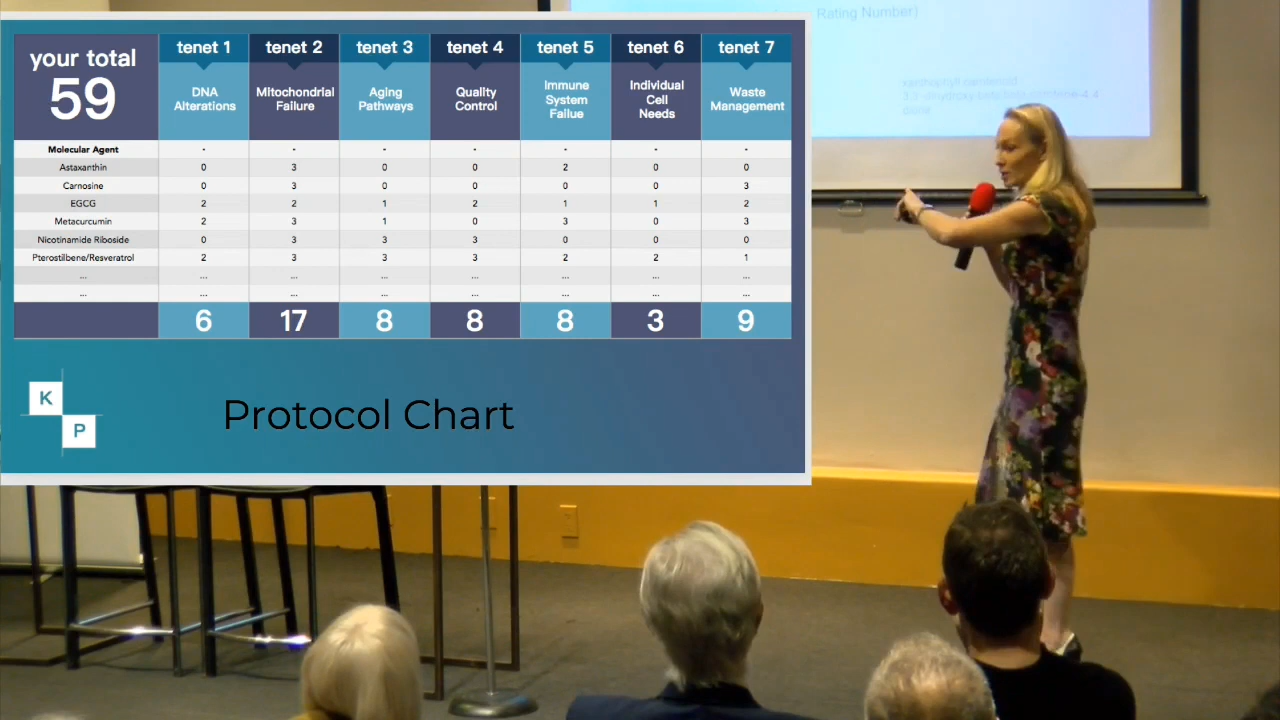 your total
59
tenet 1 tenet 2 tenet 3 tenet 4 tenet 5 tenet 6 tenet 7
DNA Alterations Mitochondrial Failure Aging Pathways Quality Control Immune System Failue Individual Cell Needs Waste Management
Molecular Agent - - - - - - -
Astaxanthin 0 3 0 0 2 0 0
Carnosine 0 3 0 0 0 0 3
EGCG 2 2 1 2 1 1 2
Metacurcumin 2 3 1 0 3 0 3
Nicotinamide Riboside 0 3 3 3 0 0 0
Pterostilbene/Resveratrol 2 3 3 3 2 2 1
... ... ... ... ... ... ... ...
... ... ... ... ... ... ... ...
6 17 8 8 8 3 9
K
P
Protocol Chart
Rating Number)
xanthophyll carotenoid